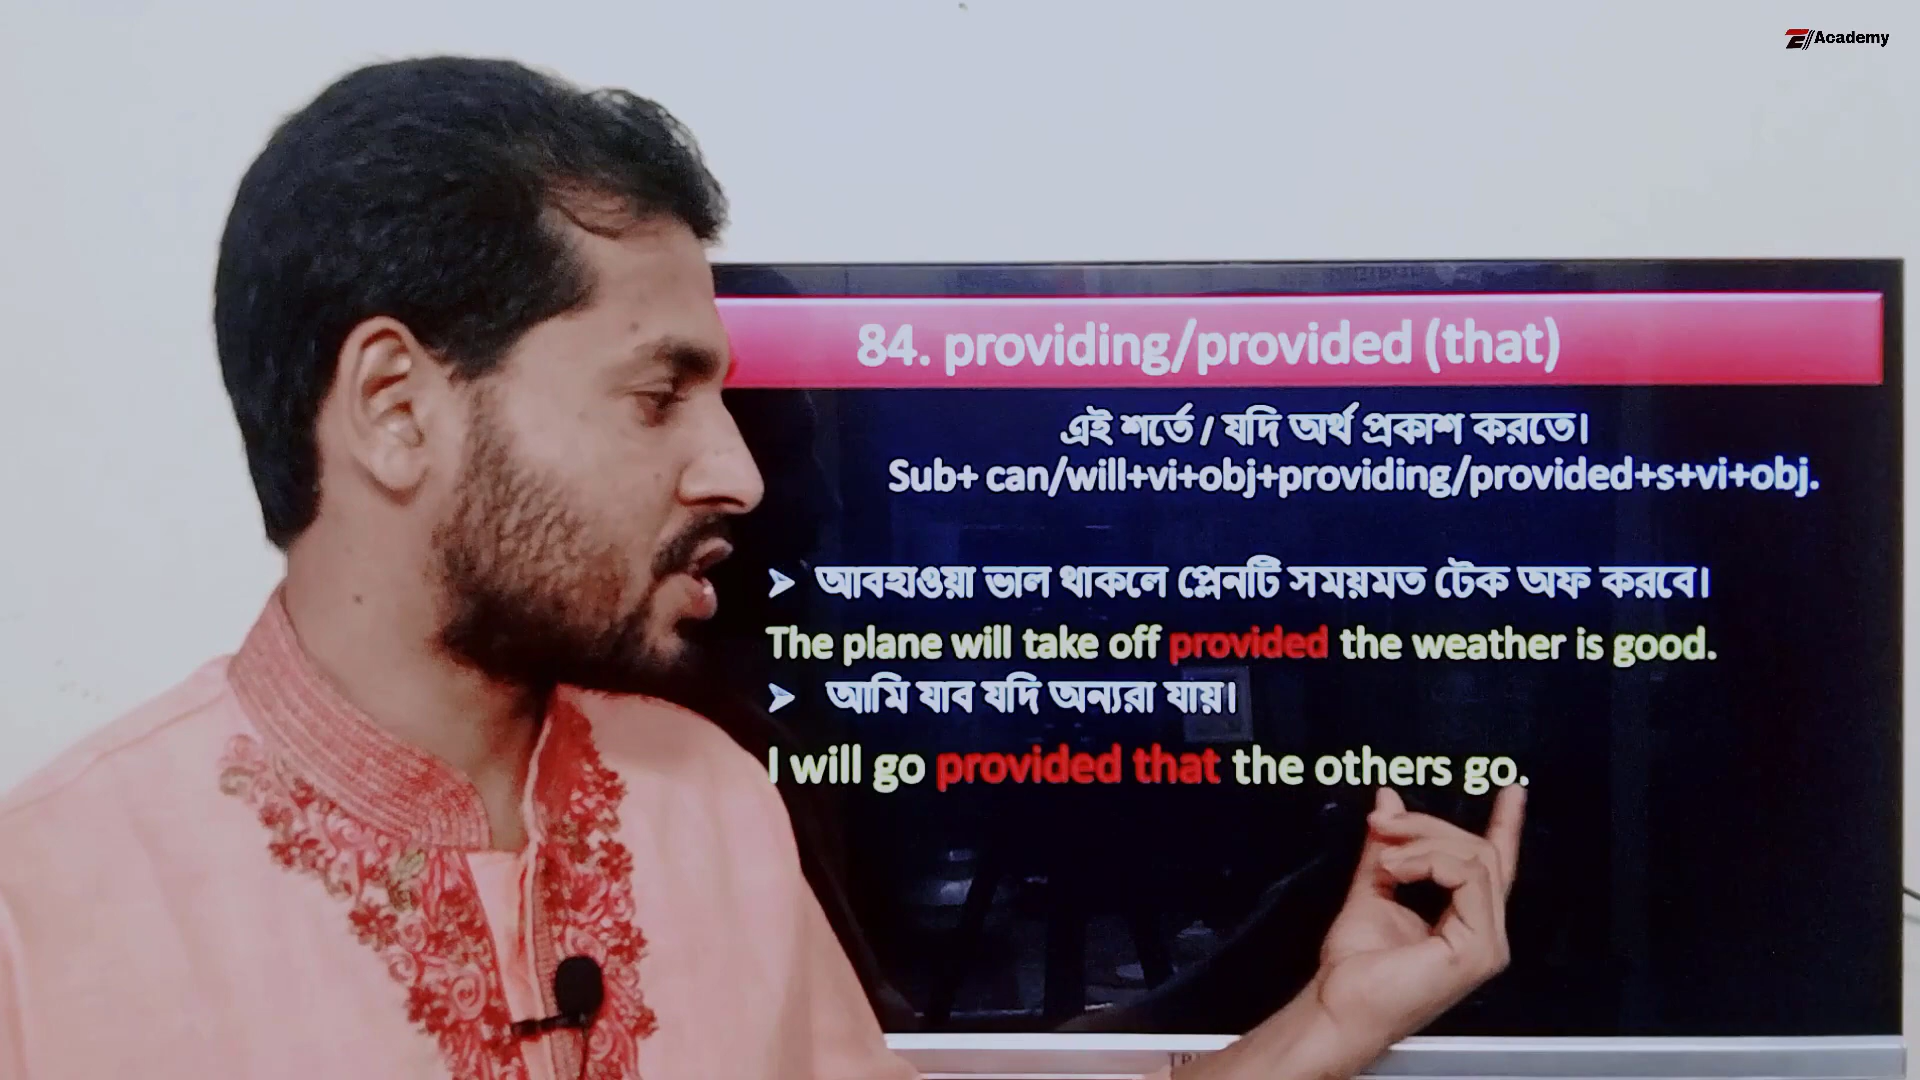 Academy
84. providing/provided (that)
এই শর্তে / যদি অর্থ প্রকাশ করতে।
Sub+ can/will+vi+obj+providing/provided+s+vi+obj.
➤ আবহাওয়া ভাল থাকলে প্লেনটি সময়মত টেক অফ করবে।
The plane will take off provided the weather is good.
➤ আমি যাব যদি অন্যরা যায়।
I will go provided that the others go.